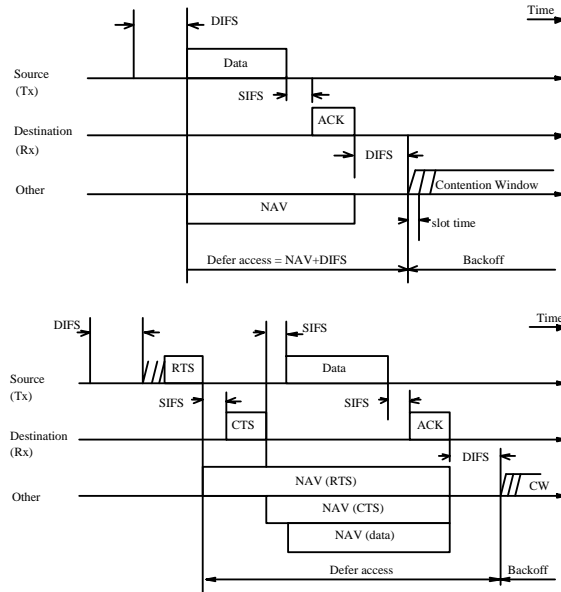 Time
DIFS
Data
Source
(Tx)
SIFS
ACK
Destination
(Rx)
DIFS
Other
Contention Window
NAV
slot time
Defer access = NAV+DIFS
Backoff
Time
DIFS
SIFS
RTS
Data
Source
(Tx)
SIFS
SIFS
CTS
ACK
Destination
(Rx)
DIFS
NAV (RTS)
CW
Other
NAV (CTS)
NAV (data)
Defer access
Backoff